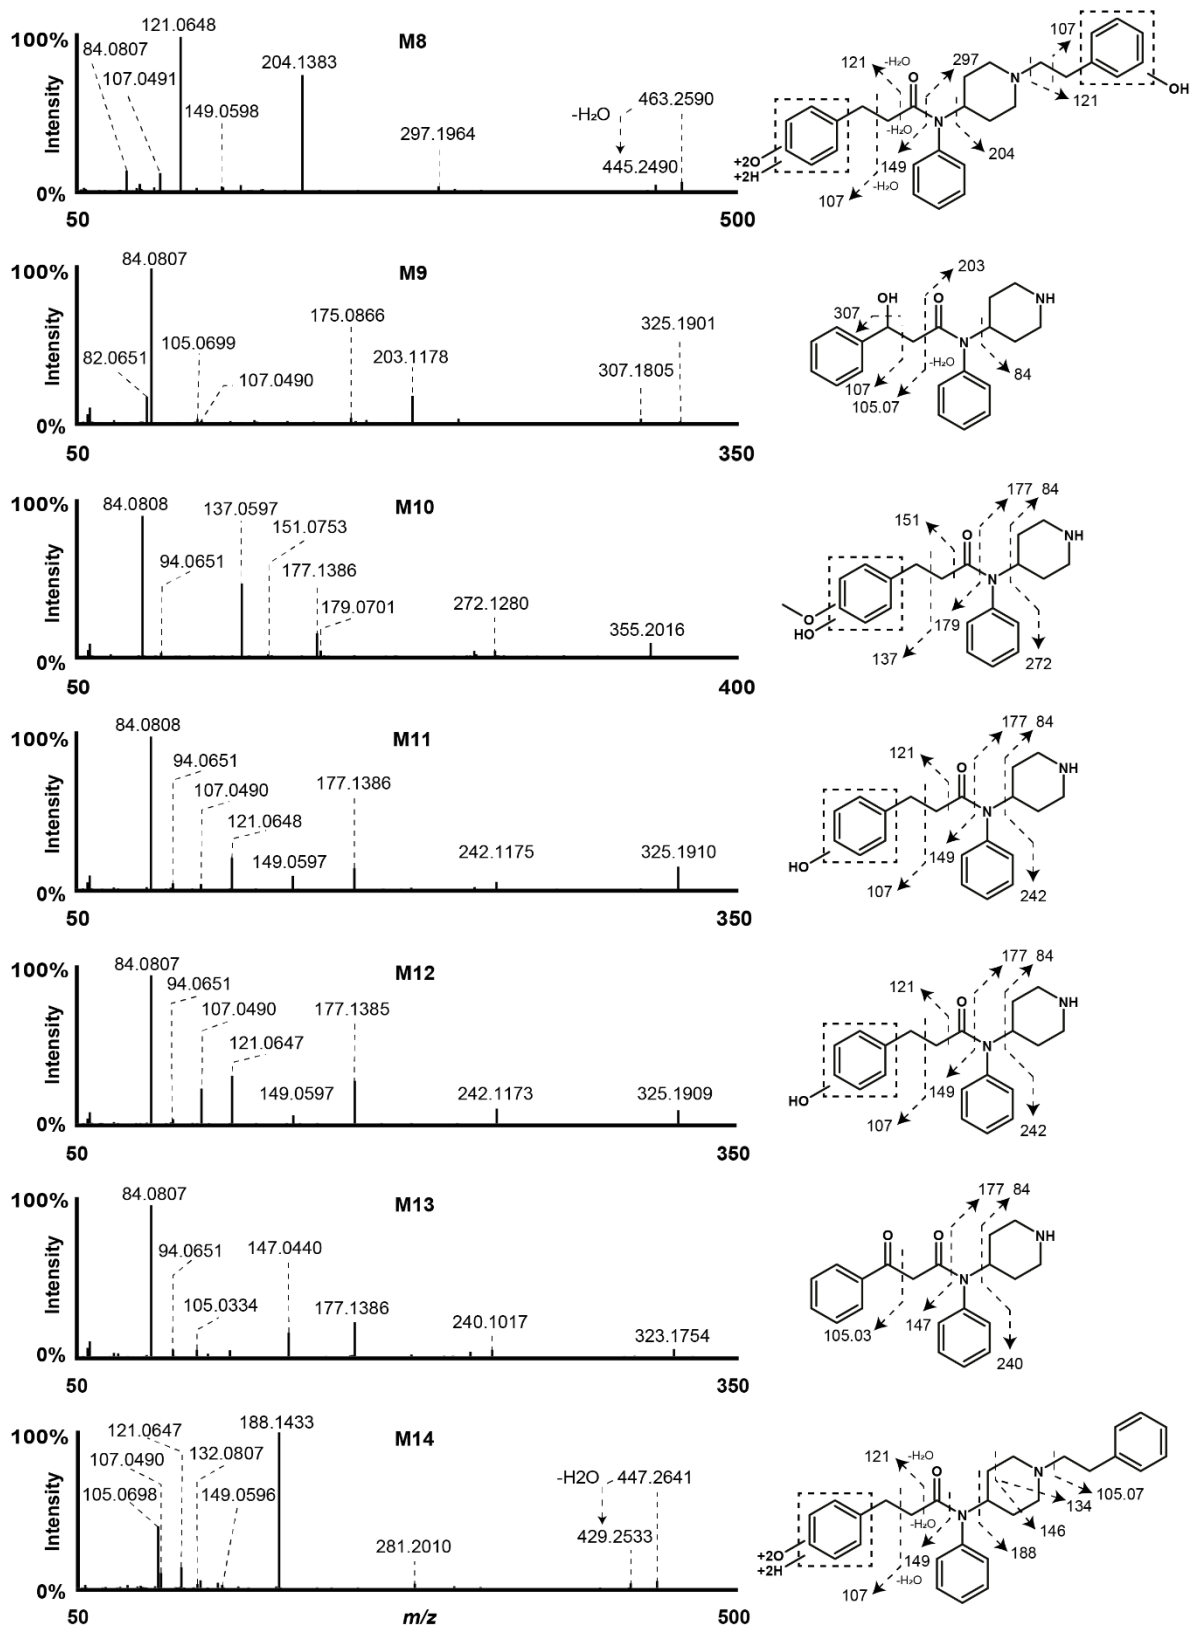 M8
100%
Intensity
0%
50
500
84.0807
107.0491
121.0648
149.0598
204.1383
297.1964
-H₂O
463.2590
445.2490
121
-H₂O
297
107
O
N
N
121
OH
-H₂O
149
204
+2O
+2H
107
-H₂O
M9
100%
Intensity
0%
50
350
84.0807
82.0651
105.0699
107.0490
175.0866
203.1178
307.1805
325.1901
OH
O
203
NH
307
N
-H₂O
107
105.07
84
M10
100%
Intensity
0%
50
400
84.0808
94.0651
137.0597
151.0753
177.1386
179.0701
272.1280
355.2016
177 84
151
O
NH
N
O
HO
179
137
272
M11
100%
Intensity
0%
50
350
84.0808
94.0651
107.0490
121.0648
149.0597
177.1386
242.1175
325.1910
177 84
121
O
NH
N
HO
149
107
242
M12
100%
Intensity
0%
50
350
84.0807
94.0651
107.0490
121.0647
149.0597
177.1385
242.1173
325.1909
177 84
121
O
NH
N
HO
149
107
242
M13
100%
Intensity
0%
50
350
84.0807
94.0651
105.0334
147.0440
177.1386
240.1017
323.1754
177 84
O
O
NH
N
105.03
147
240
M14
100%
Intensity
0%
50
m/z
500
121.0647
107.0490
105.0698
132.0807
149.0596
188.1433
281.2010
-H2O
447.2641
429.2533
121
-H₂O
O
N
N
105.07
134
146
-H₂O
149
188
+2O
+2H
107
-H₂O